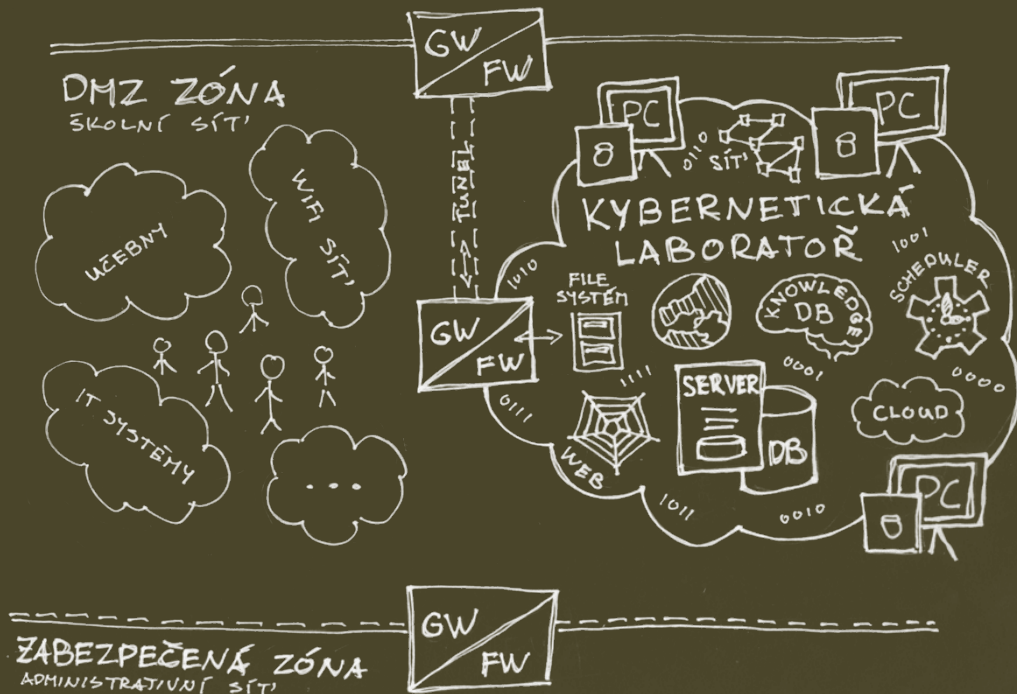 GW
FW
DMZ ZÓNA
ŠKOLNÍ SÍŤ
UČEBNY
WIFI SÍŤ
IT SYSTÉMY
...
TUNEL
GW
FW
PC
0110
SÍŤ
PC
KYBERNETICKÁ
LABORATOŘ
1010
1001
FILE
SYSTÉM
KNOWLEDGE
DB
SCHEDULER
0111
1111
SERVER
0001
0000
CLOUD
WEB
DB
1011
0010
PC
GW
FW
ZABEZPEČENÁ ZÓNA
ADMINISTRATIVNÍ SÍŤ